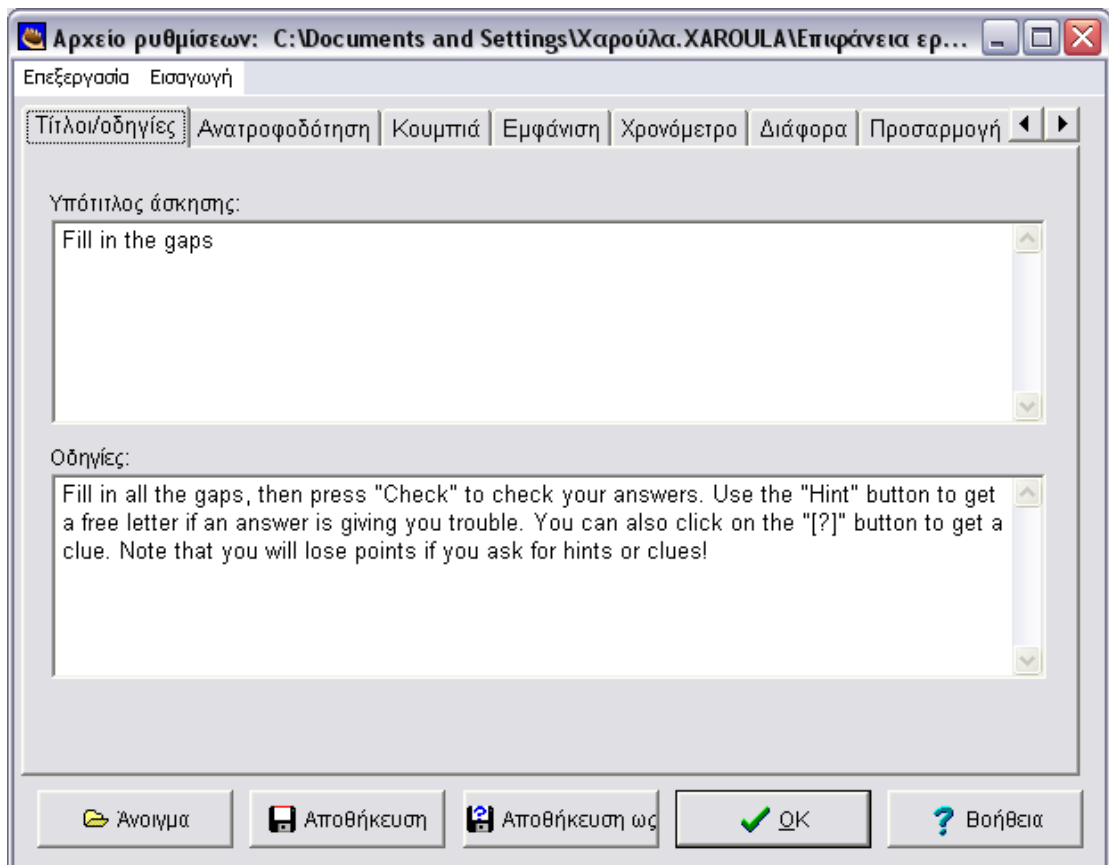 Αρχείο ρυθμίσεων: C:\Documents and Settings\Χαρούλα.XAROULA\Επιφάνεια ερ...
Επεξεργασία Εισαγωγή
Τίτλοι/οδηγίες Ανατροφοδότηση Κουμπιά Εμφάνιση Χρονόμετρο Διάφορα Προσαρμογή
Υπότιτλος άσκησης:
Fill in the gaps
Οδηγίες:
Fill in all the gaps, then press "Check" to check your answers. Use the "Hint" button to get
a free letter if an answer is giving you trouble. You can also click on the "[?]" button to get a
clue. Note that you will lose points if you ask for hints or clues!
Άνοιγμα Αποθήκευση Αποθήκευση ως OK Βοήθεια